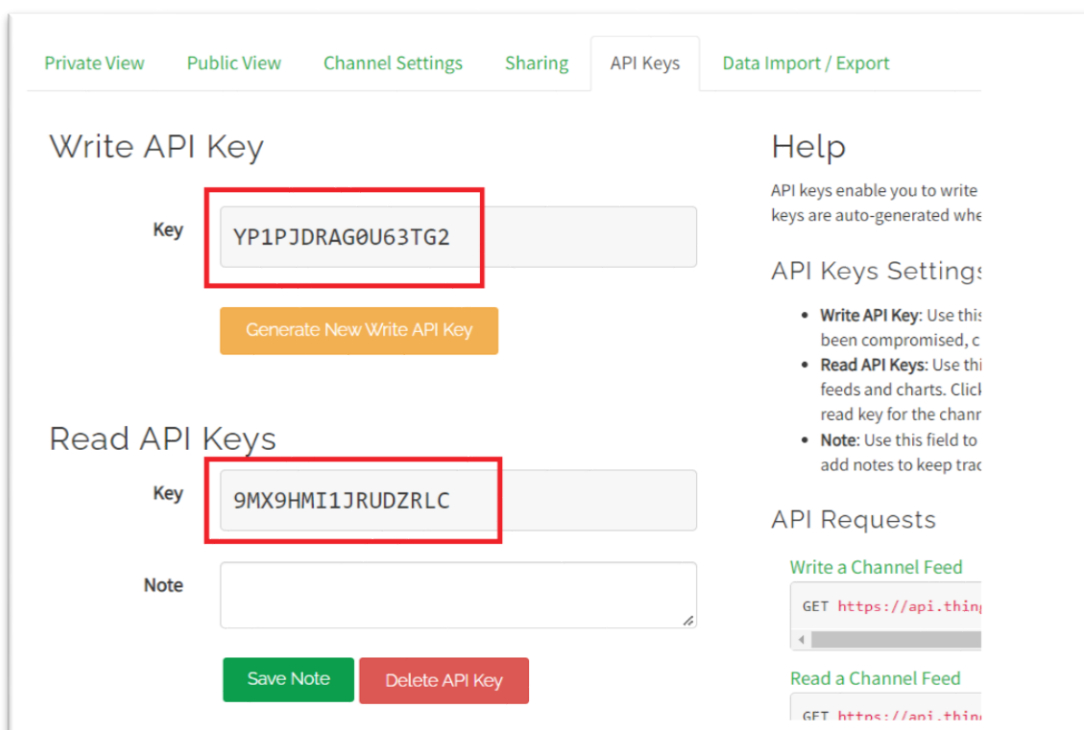 Private View Public View Channel Settings Sharing API Keys Data Import / Export
Write API Key
Key YP1PJDRAG0U63TG2
Generate New Write API Key
Read API Keys
Key 9MX9HMI1JRUDZRLC
Note
Save Note Delete API Key
Help
API keys enable you to write
keys are auto-generated whe
API Keys Settings
• Write API Key: Use this
been compromised, c
• Read API Keys: Use thi
feeds and charts. Click
read key for the chann
• Note: Use this field to
add notes to keep trac
API Requests
Write a Channel Feed
GET https://api.thing
Read a Channel Feed
GET https://api.thing